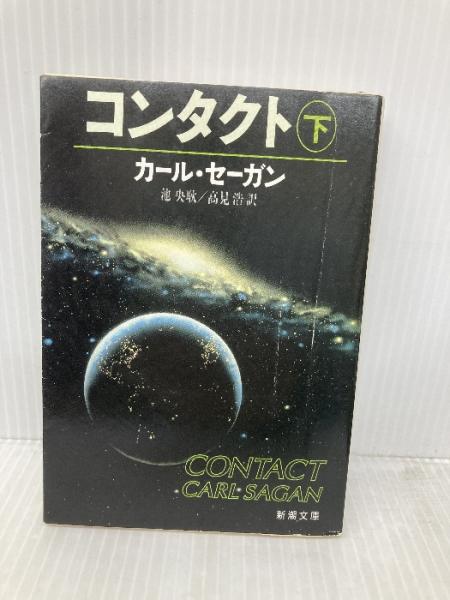 コンタクト 下
カール・セーガン
池 央耿／高見 浩 訳
CONTACT
CARL SAGAN
新潮文庫